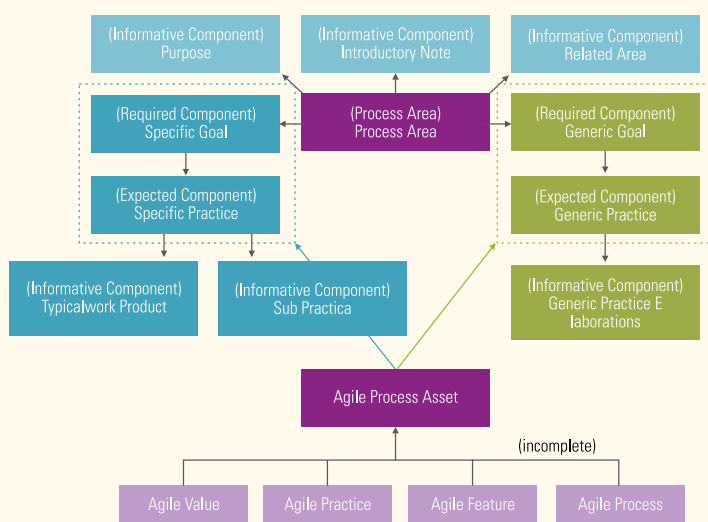 (Informative Component)
Purpose
(Informative Component)
Introductory Note
(Informative Component)
Related Area
(Required Component)
Specific Goal
(Process Area)
Process Area
(Required Component)
Generic Goal
(Expected Component)
Specific Practice
(Expected Component)
Generic Practice
(Informative Component)
Typicalwork Product
(Informative Component)
Sub Practica
(Informative Component)
Generic Practice E
laborations
Agile Process Asset
(incomplete)
Agile Value
Agile Practice
Agile Feature
Agile Process